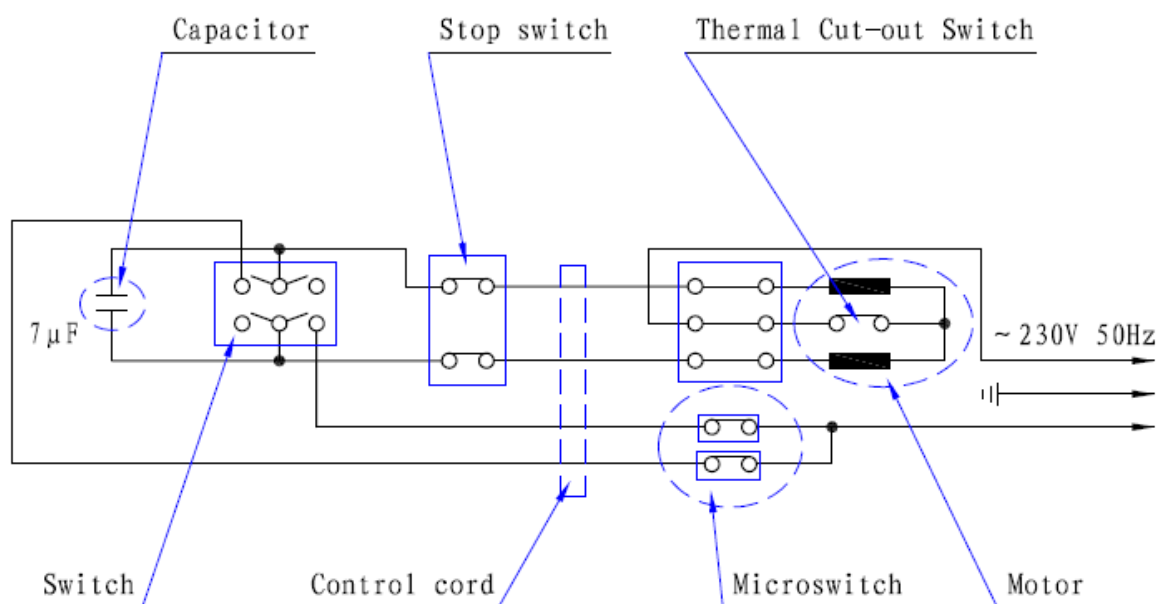 Capacitor
Stop switch
Thermal Cut-out Switch
7μF
~230V 50Hz
Switch
Control cord
Microswitch
Motor